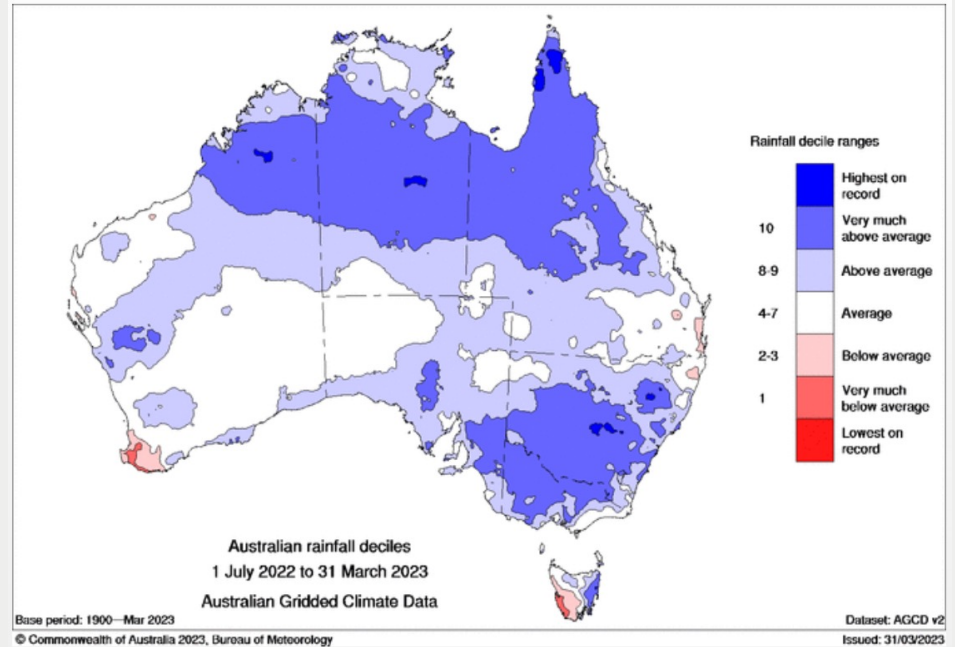 Rainfall decile ranges
Highest on
record
10
Very much
above average
8-9
Above average
4-7
Average
2-3
Below average
1
Very much
below average
Lowest on
record
Australian rainfall deciles
1 July 2022 to 31 March 2023
Australian Gridded Climate Data
Base period: 1900—Mar 2023
Dataset: AGCD v2
© Commonwealth of Australia 2023, Bureau of Meteorology
Issued: 31/03/2023